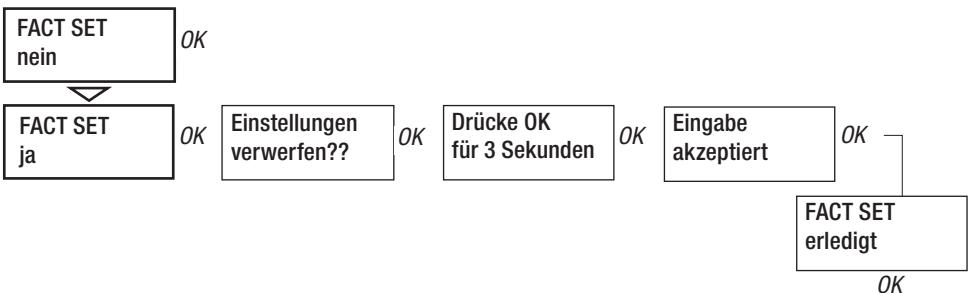 FACT SET
nein
OK
FACT SET
ja
OK
Einstellungen
verwerfen??
OK
Drücke OK
für 3 Sekunden
OK
Eingabe
akzeptiert
OK
FACT SET
erledigt
OK